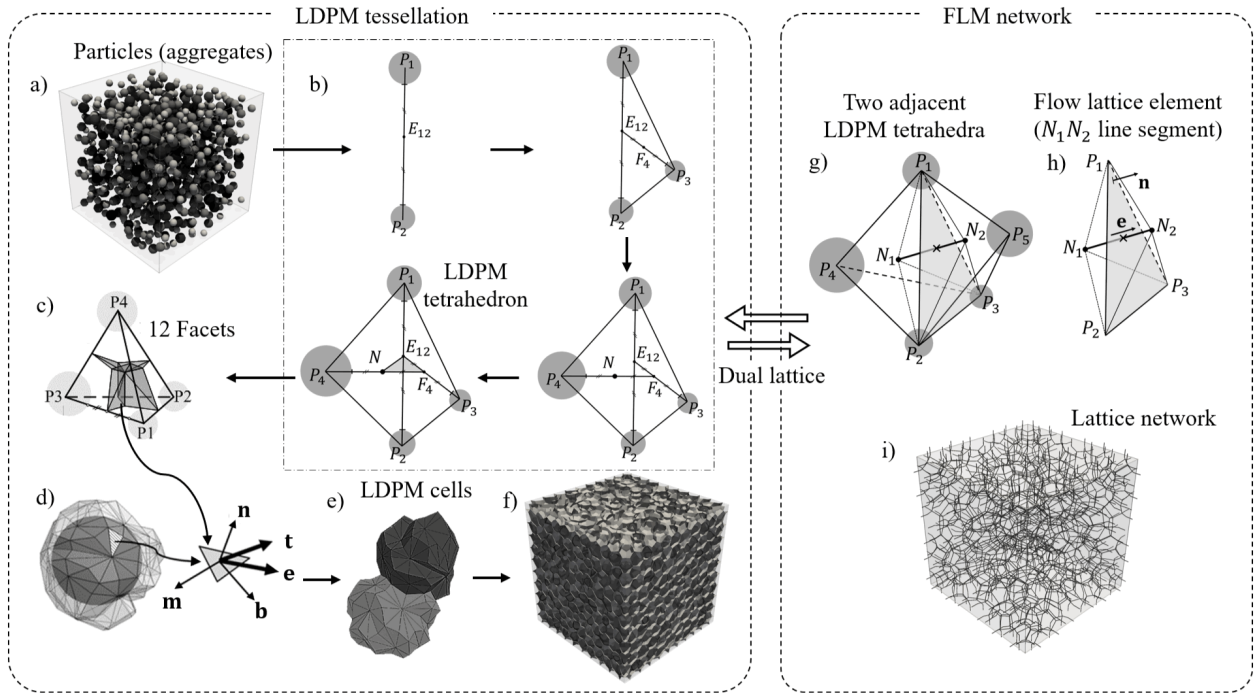 LDPM tessellation
FLM network
Particles (aggregates)
a)
b)
P₁
E₁₂
P₂
P₁
E₁₂
F₄
P₃
P₂
LDPM
tetrahedron
P₁
E₁₂
N
P₄
F₄
P₃
P₂
P₁
E₁₂
N
P₄
F₄
P₃
P₂
c)
P4
12 Facets
P3
P2
P1
d)
n
t
e
m
b
e)
LDPM cells
f)
Dual lattice
Two adjacent
LDPM tetrahedra
g)
P₁
N₂
P₅
N₁
P₄
P₃
P₂
Flow lattice element
(N₁N₂ line segment)
h)
P₁
n
e
N₂
N₁
P₃
P₂
Lattice network
i)